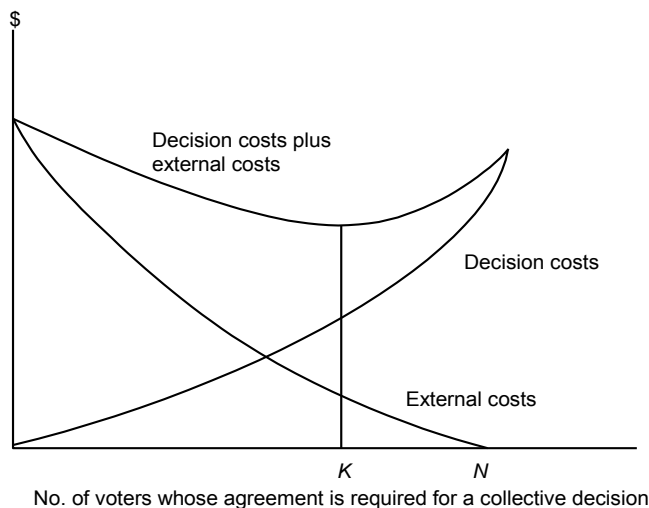 $
Decision costs plus
external costs
Decision costs
External costs
K
N
No. of voters whose agreement is required for a collective decision